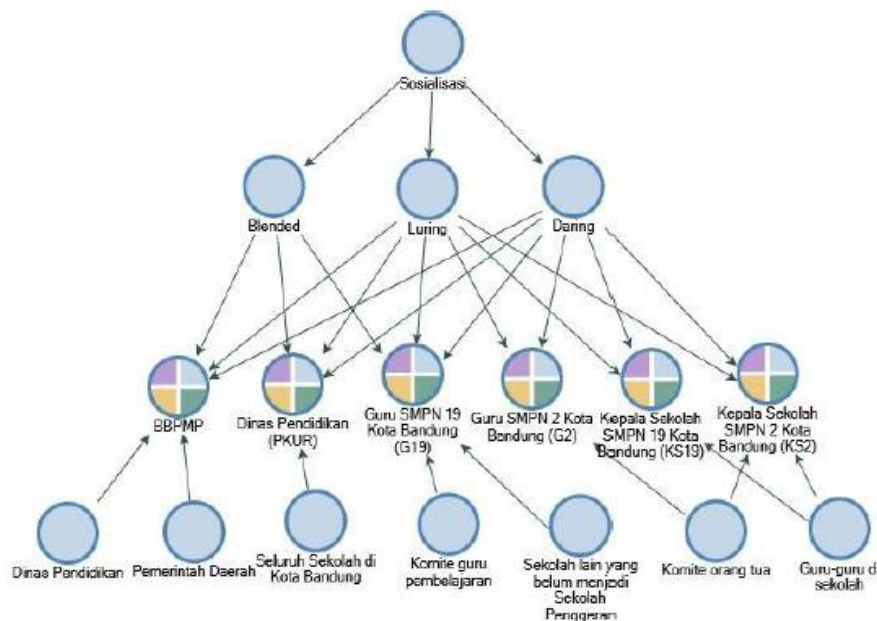 Sosialisasi
Blended
Luring
Daring
BBPMP
Dinas Pendidikan
(PKUR)
Guru SMPN 19
Kota Bandung
(G19)
Guru SMPN 2 Kota
Bandung (G2)
Kepala Sekolah
SMPN 19 Kota
Bandung (KS19)
Kepala Sekolah
SMPN 2 Kota
Bandung (KS2)
Dinas Pendidikan
Pemerintah Daerah
Seluruh Sekolah di
Kota Bandung
Komite guru
pembelajaran
Sekolah lain yang
belum menjadi
Sekolah
Penggeram
Komite orang tua
Guru-guru di
sekolah